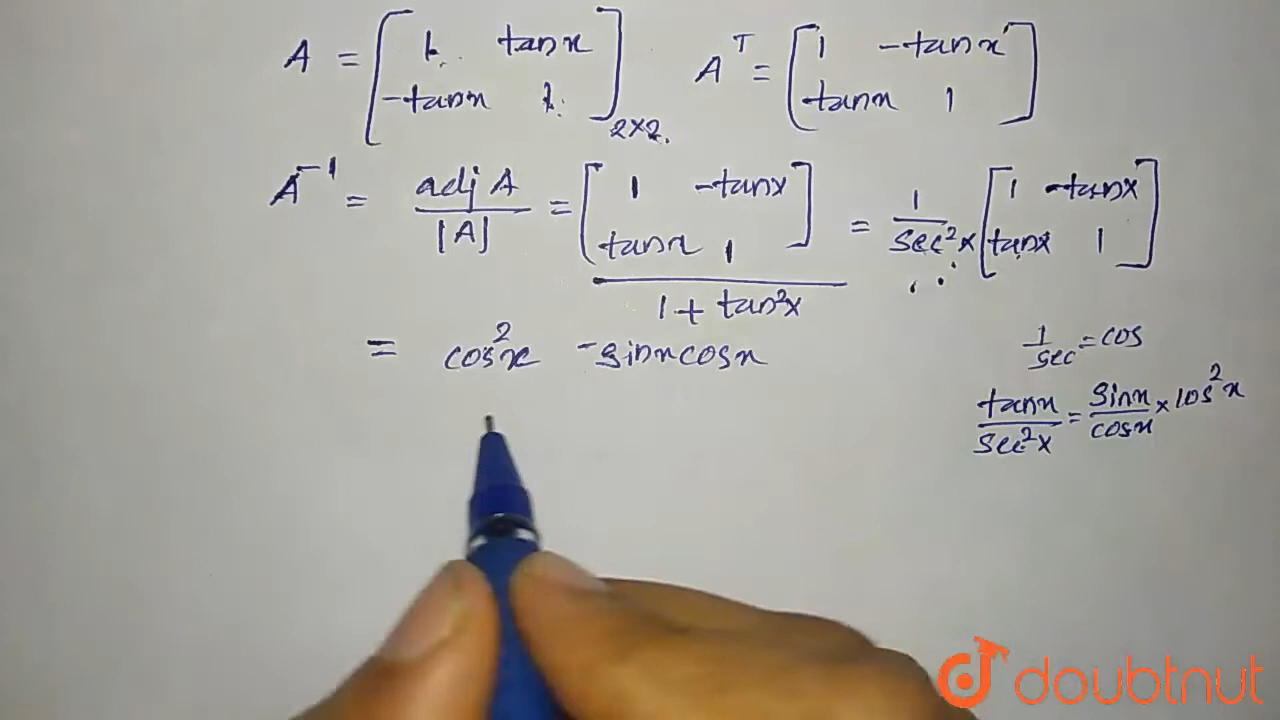 A = [ 1 tanx -tanx 1 ]2×2. A^T = [ 1 -tanx tanx 1 ]
A^-1 = adj A / |A| = [ 1 -tanx tanx 1 ] / 1 + tan²x = 1 / sec²x [ 1 -tanx tanx 1 ]
= cos²x -sinxcosx
1/sec = cos
tanx / sec²x = sinx / cosx × cos²x
doubtnut